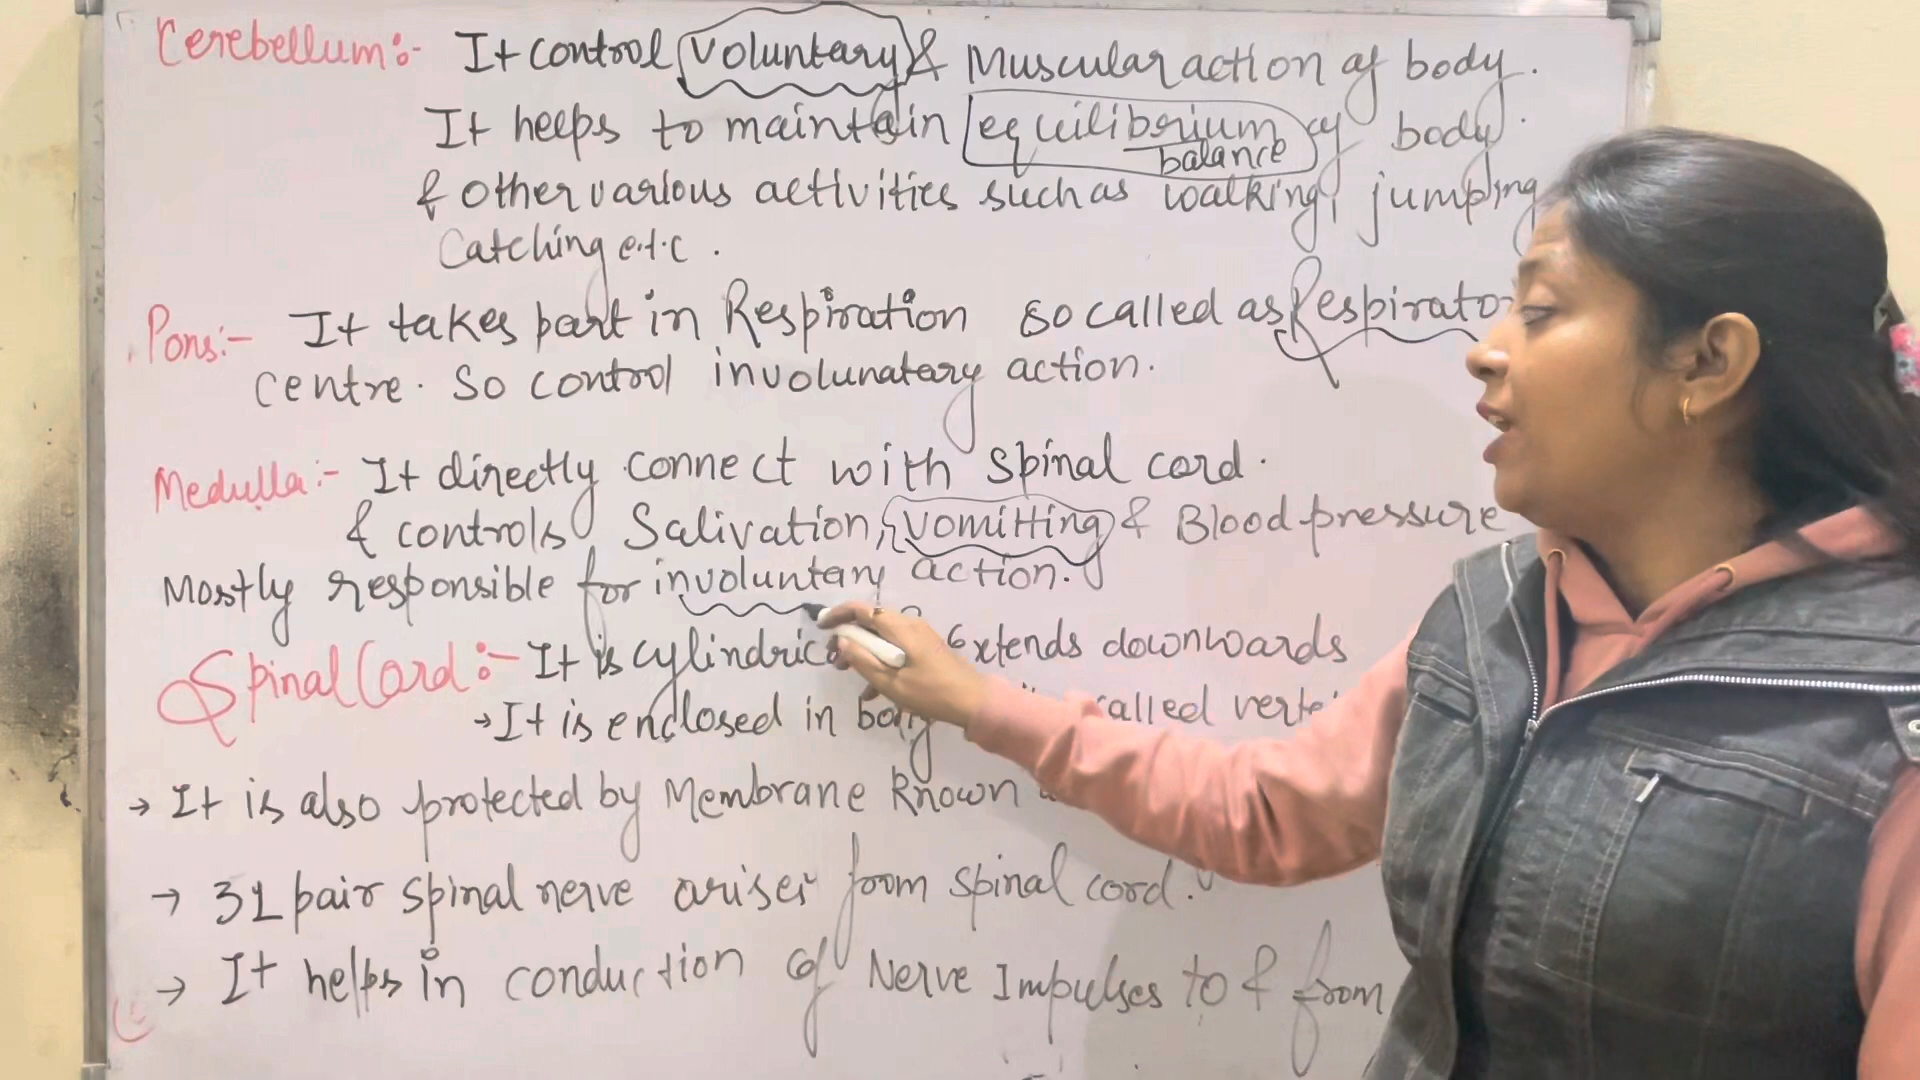 Cerebellum:- It control voluntary & Muscular action of body.
It helps to maintain equilibrium of body.
balance
& other various activities such as walking, jumping
Catching e.t.c.
Pons:- It takes part in Respiration so called as Respirato
centre. So control involunatary action.
Medulla:- It directly connect with spinal cord.
& controls Salivation, vomitting & Blood pressure
Mostly responsible for involuntary action.
Spinal Cord:- It is cylindrica extends downwards
→ It is enclosed in bony called verte
→ It is also protected by Membrane Known
→ 31 pair spinal nerve arises from spinal cord.
→ It helps in conduction of Nerve Impulses to & from